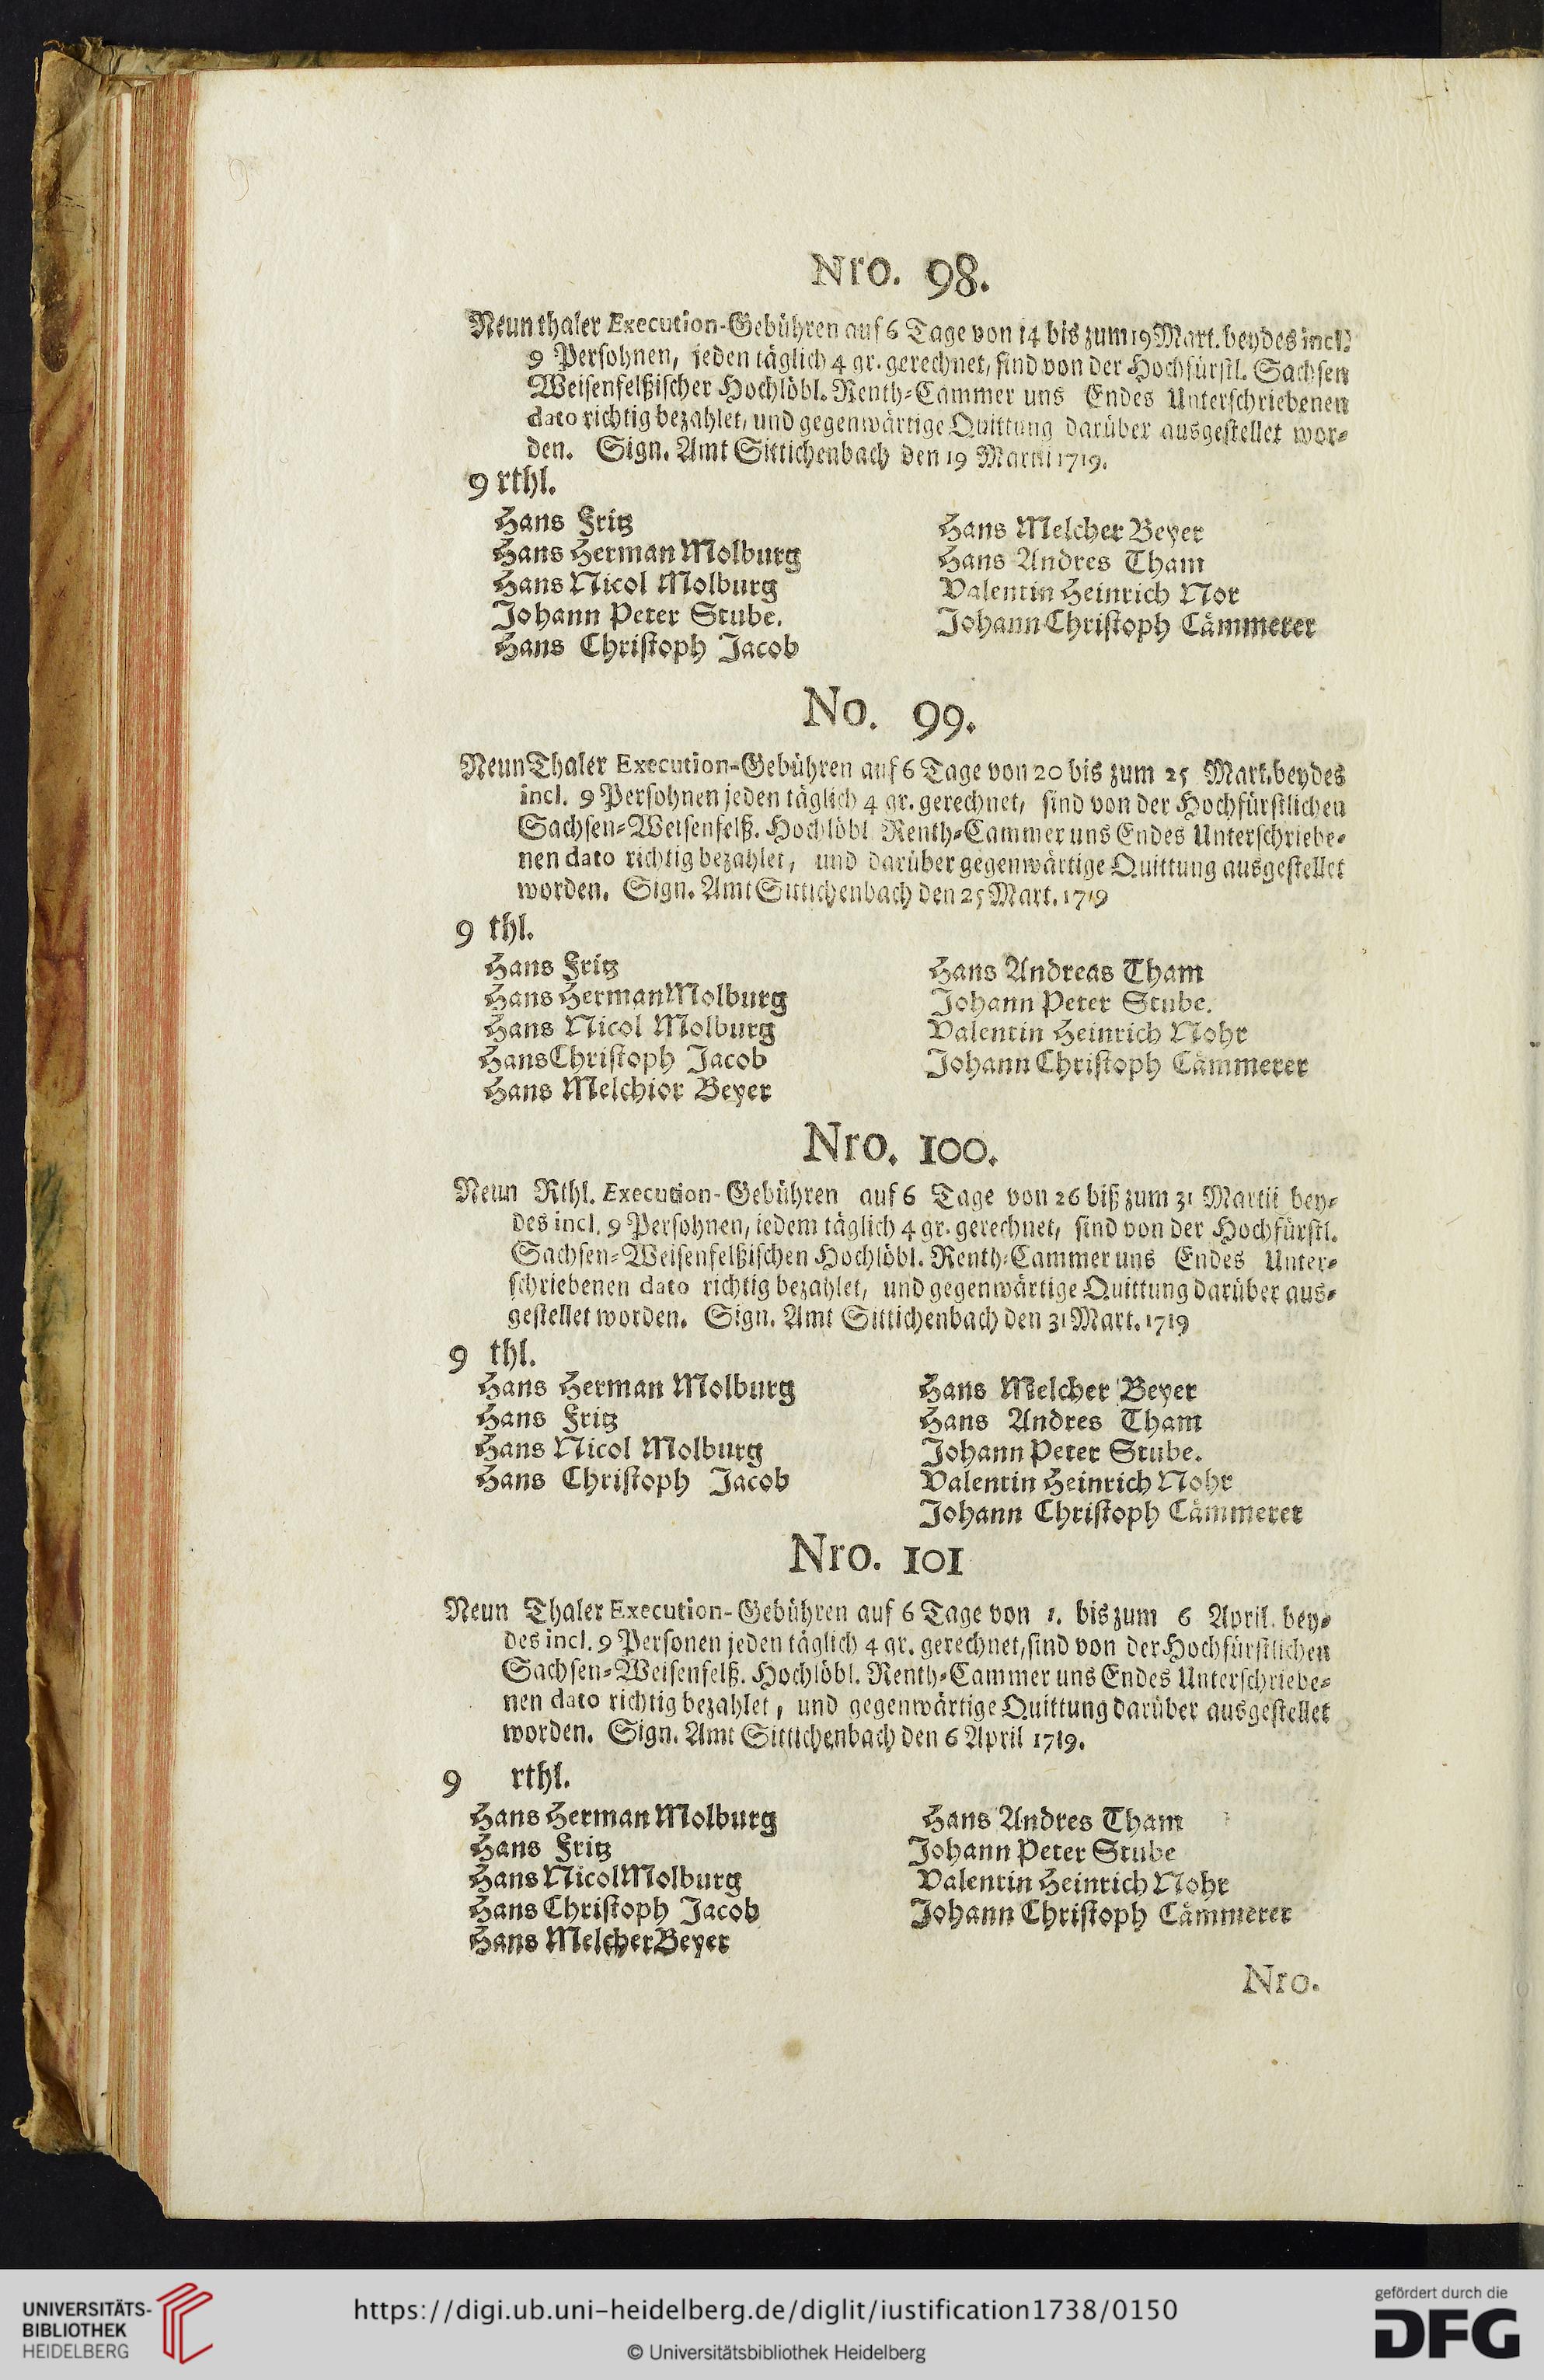 Nro. 98.
Neun thaler Execution-Gebühren auf 6 Tage von 14 bis zum 19 Mart. beydes incl.
9 Persohnen, jeden täglich 4 gr. gerechnet, sind von der Hochfürstl. Sachsen
Weisenfelßischer Hochlöbl. Renth-Cammer uns Endes Unterschriebenen
dato richtig bezahlet, und gegenwärtige Quittung darüber ausgestellet wor-
den. Sign. Amt Sittichenbach den 19 Martii 1719.
9 rthl.
Hans Fritz
Hans Herman Molburg
Hans Nicol Molburg
Johann Peter Stube.
Hans Christoph Jacob
Hans Melcher Beyer
Hans Andres Tham
Valentin Heinrich Nor
Johann Christoph Cämmerer
No. 99.
Neun Thaler Execution-Gebühren auf 6 Tage von 20 bis zum 25 Mart. beydes
incl. 9 Persohnen jeden täglich 4 gr. gerechnet, sind von der Hochfürstlichen
Sachsen-Weisenfelß. Hochlöbl Renth-Cammer uns Endes Unterschriebe-
nen dato richtig bezahlet, und darüber gegenwärtige Quittung ausgestellet
worden. Sign. Amt Sittichenbach den 25 Mart. 1719
9 thl.
Hans Fritz
Hans Herman Molburg
Hans Nicol Molburg
Hans Christoph Jacob
Hans Melchior Beyer
Hans Andreas Tham
Johann Peter Stube.
Valentin Heinrich Nohr
Johann Christoph Cämmerer
Nro. 100.
Neun Rthl. Execution-Gebühren auf 6 Tage von 26 biß zum 31 Martii bey-
des incl. 9 Persohnen, iedem täglich 4 gr. gerechnet, sind von der Hochfürstl.
Sachsen-Weisenfelßischen Hochlöbl. Renth-Cammer uns Endes Unter-
schriebenen dato richtig bezahlet, und gegenwärtige Quittung darüber aus-
gestellet worden. Sign. Amt Sittichenbach den 31 Mart. 1719
9 thl.
Hans Herman Molburg
Hans Fritz
Hans Nicol Molburg
Hans Christoph Jacob
Hans Melcher Beyer
Hans Andres Tham
Johann Peter Stube.
Valentin Heinrich Nohr
Johann Christoph Cämmerer
Nro. 101
Neun Thaler Execution-Gebühren auf 6 Tage von 1. bis zum 6 April. bey-
des incl. 9 Personen jeden täglich 4 gr. gerechnet, sind von der Hochfürstlichen
Sachsen-Weisenfelß. Hochlöbl. Renth-Cammer uns Endes Unterschriebe-
nen dato richtig bezahlet, und gegenwärtige Quittung darüber ausgestellet
worden. Sign. Amt Sittichenbach den 6 April 1719.
9 rthl.
Hans Herman Molburg
Hans Fritz
Hans Nicol Molburg
Hans Christoph Jacob
Hans Melcher Beyer
Hans Andres Tham
Johann Peter Stube
Valentin Heinrich Nohr
Johann Christoph Cämmerer
Nro.
UNIVERSITÄTS-
BIBLIOTHEK
HEIDELBERG
https://digi.ub.uni-heidelberg.de/diglit/iustification1738/0150
© Universitätsbibliothek Heidelberg
gefördert durch die
DFG